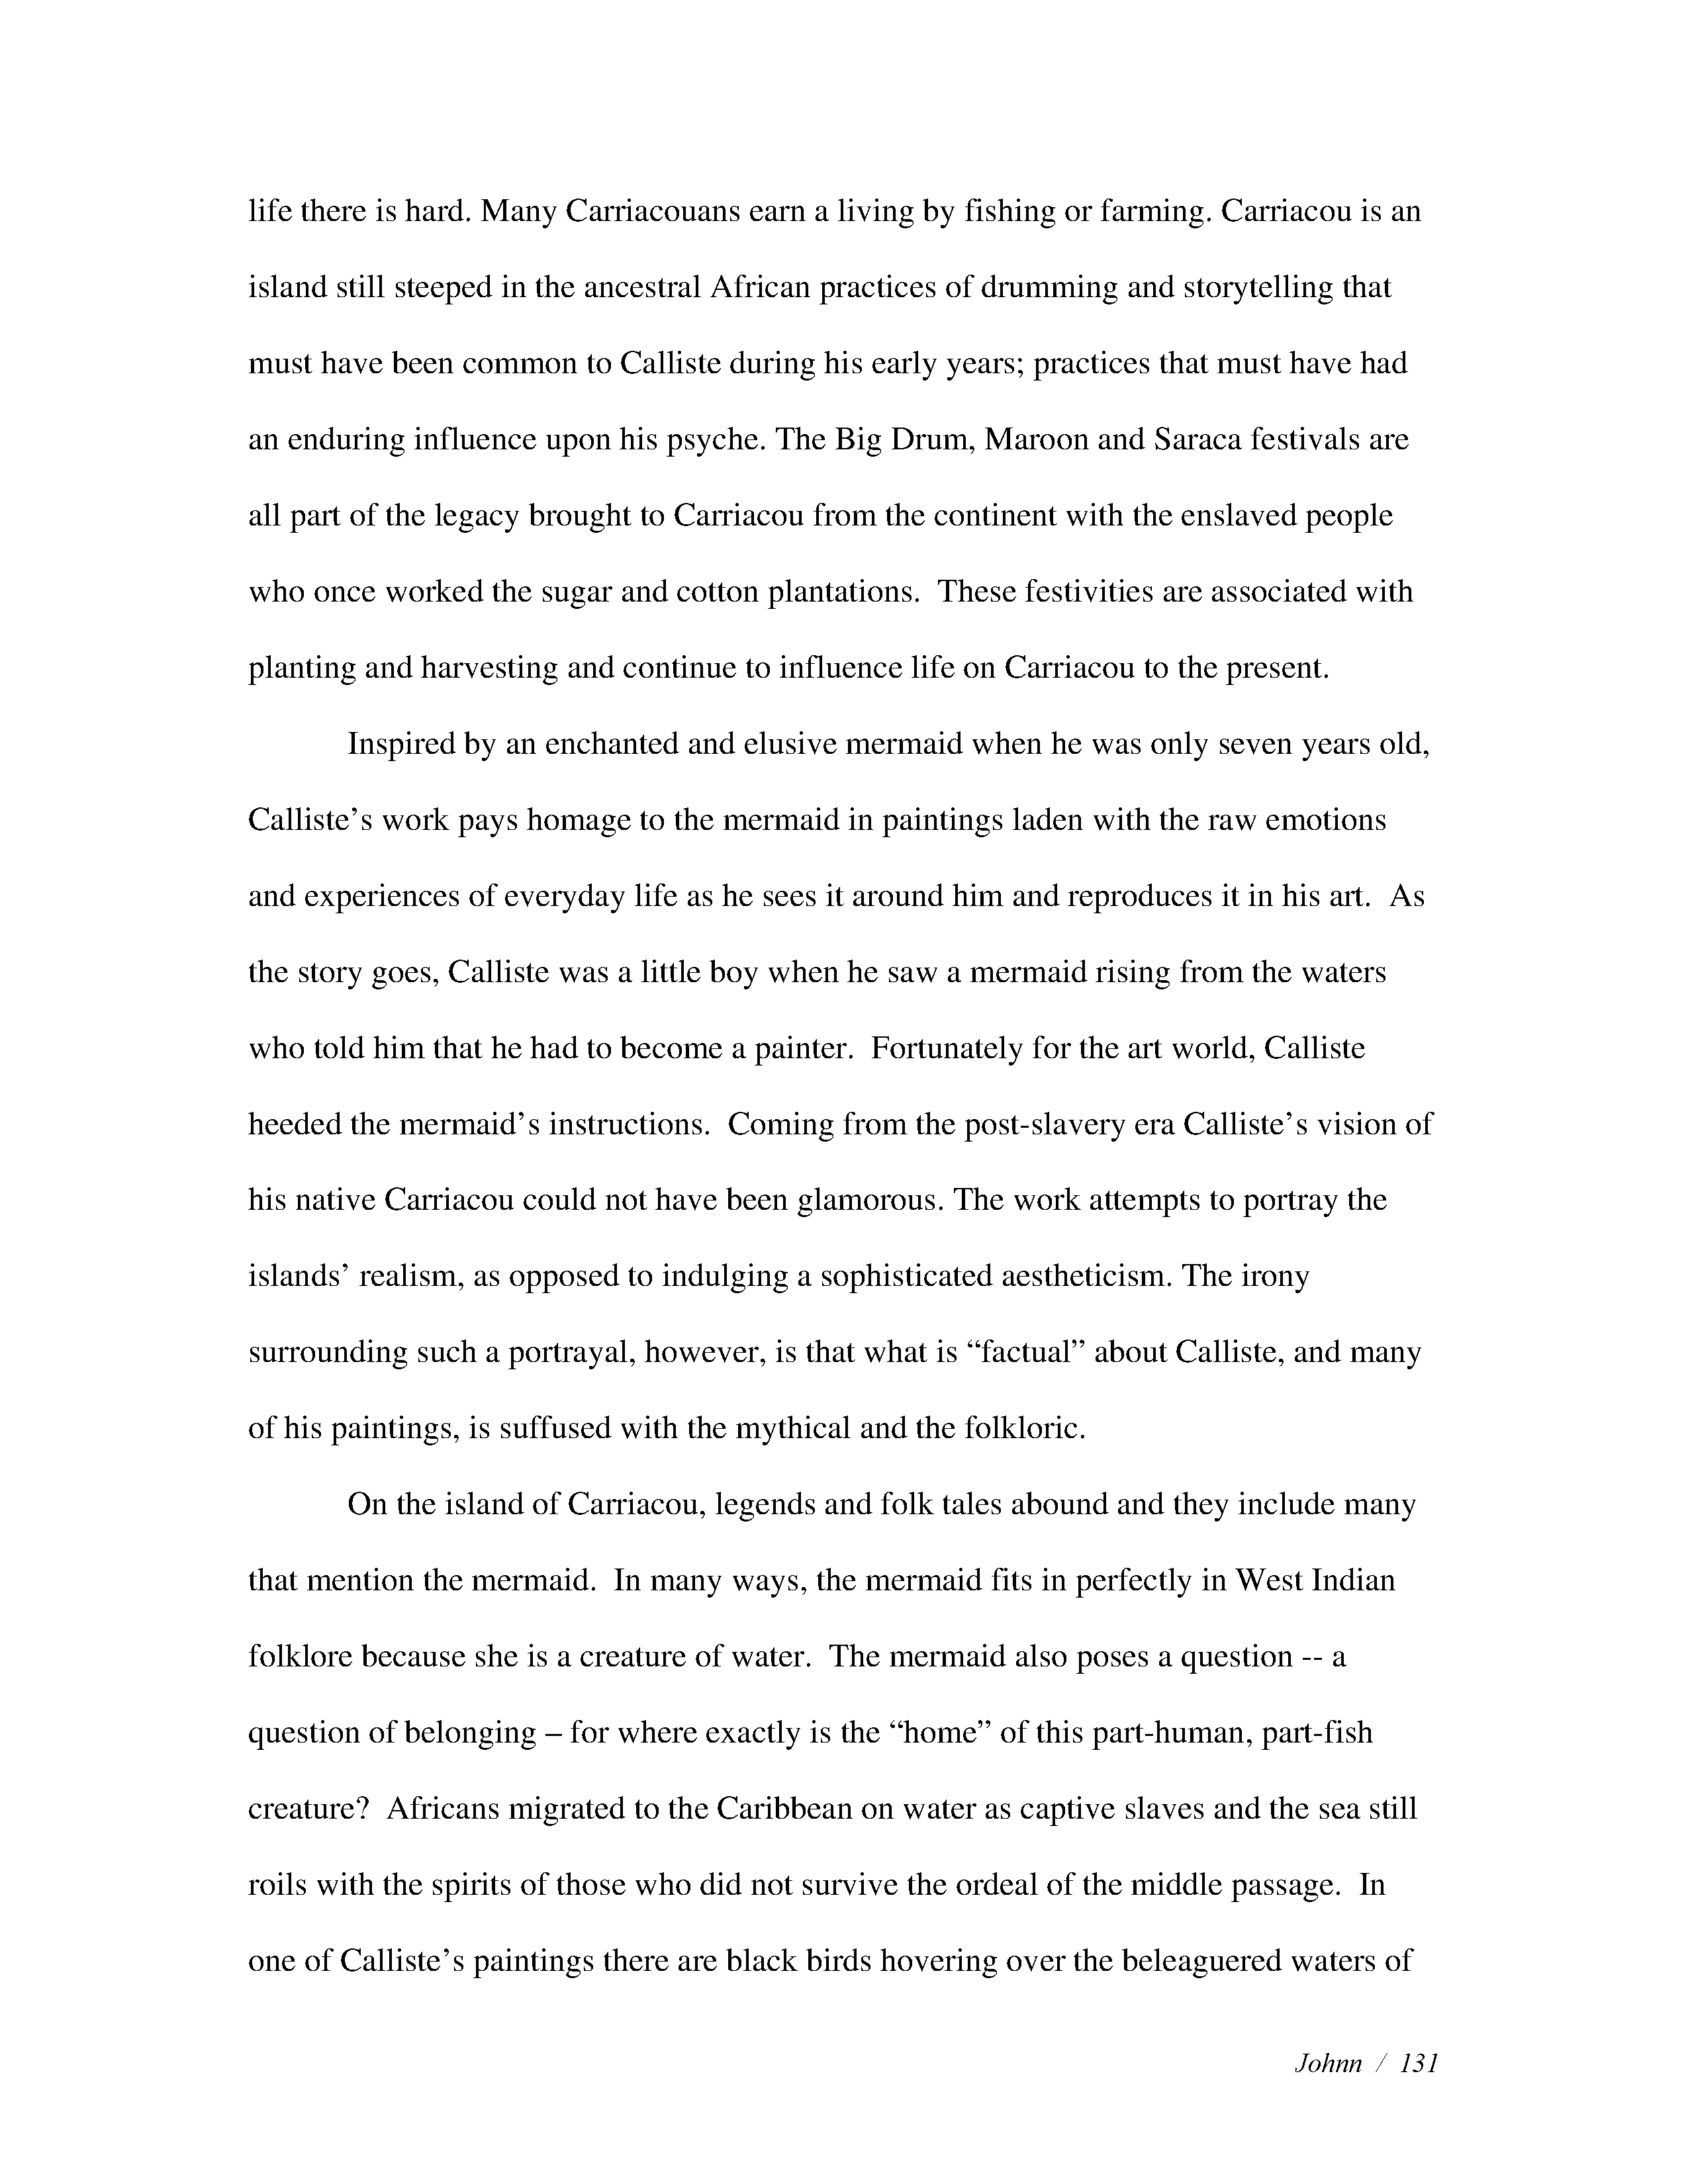 life there is hard. Many Carriacouans earn a living by fishing or farming. Carriacou is an
island still steeped in the ancestral African practices of drumming and storytelling that
must have been common to Calliste during his early years; practices that must have had
an enduring influence upon his psyche. The Big Drum, Maroon and Saraca festivals are
all part of the legacy brought to Carriacou from the continent with the enslaved people
who once worked the sugar and cotton plantations.  These festivities are associated with
planting and harvesting and continue to influence life on Carriacou to the present.
Inspired by an enchanted and elusive mermaid when he was only seven years old,
Calliste’s work pays homage to the mermaid in paintings laden with the raw emotions
and experiences of everyday life as he sees it around him and reproduces it in his art.  As
the story goes, Calliste was a little boy when he saw a mermaid rising from the waters
who told him that he had to become a painter.  Fortunately for the art world, Calliste
heeded the mermaid’s instructions.  Coming from the post-slavery era Calliste’s vision of
his native Carriacou could not have been glamorous. The work attempts to portray the
islands’ realism, as opposed to indulging a sophisticated aestheticism. The irony
surrounding such a portrayal, however, is that what is “factual” about Calliste, and many
of his paintings, is suffused with the mythical and the folkloric.
On the island of Carriacou, legends and folk tales abound and they include many
that mention the mermaid.  In many ways, the mermaid fits in perfectly in West Indian
folklore because she is a creature of water.  The mermaid also poses a question -- a
question of belonging – for where exactly is the “home” of this part-human, part-fish
creature?  Africans migrated to the Caribbean on water as captive slaves and the sea still
roils with the spirits of those who did not survive the ordeal of the middle passage.  In
one of Calliste’s paintings there are black birds hovering over the beleaguered waters of
Johnn / 131